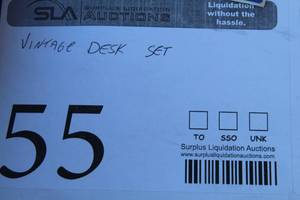 SLA SURPLUS LIQUIDATION
AUCTIONS
Liquidation
without the
hassle.
VINTAGE DESK SET
55
TO SSO UNK
Surplus Liquidation Auctions
www.surplusliquidationauctions.com